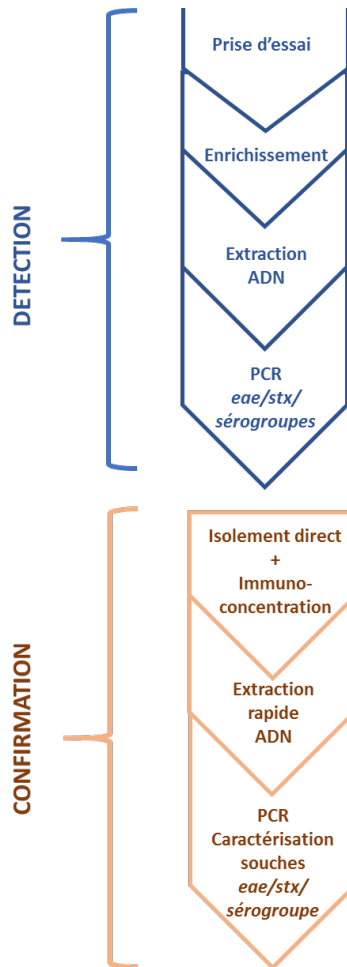 DETECTION
Prise d’essai
Enrichissement
Extraction
ADN
PCR
eae/stx/
sérogroupes
CONFIRMATION
Isolement direct
+
Immuno-
concentration
Extraction
rapide
ADN
PCR
Caractérisation
souches
eae/stx/
sérogroupe